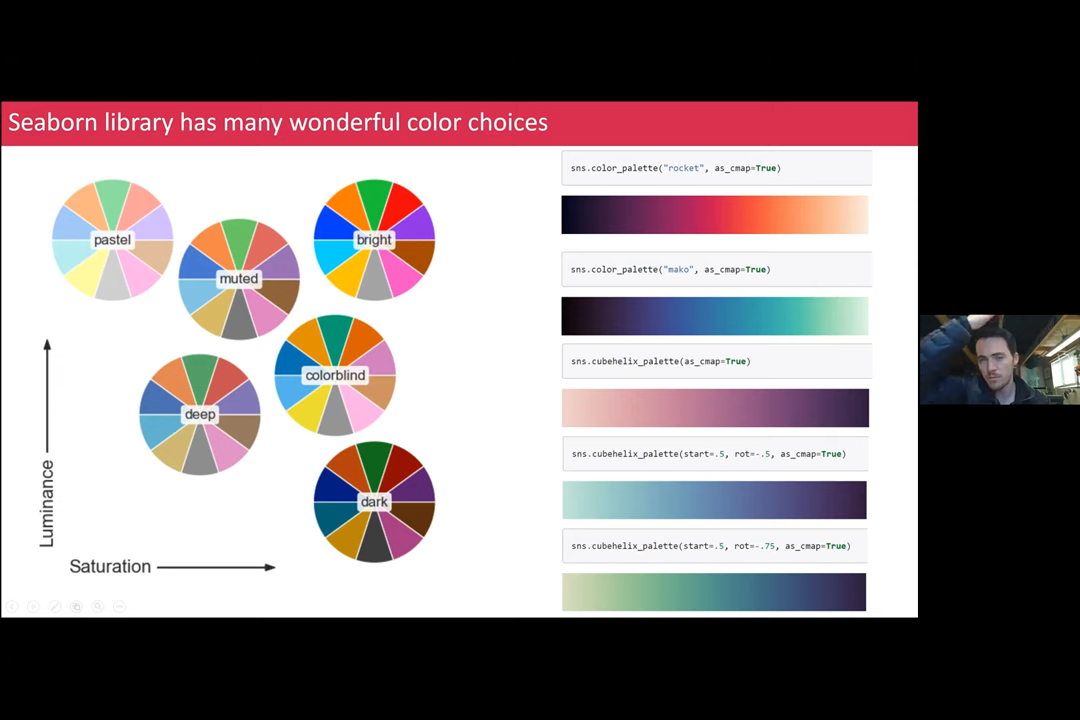 Seaborn library has many wonderful color choices
pastel
muted
bright
colorblind
deep
dark
Luminance
Saturation
sns.color_palette("rocket", as_cmap=True)
sns.color_palette("mako", as_cmap=True)
sns.cubehelix_palette(as_cmap=True)
sns.cubehelix_palette(start=.5, rot=-.5, as_cmap=True)
sns.cubehelix_palette(start=.5, rot=-.75, as_cmap=True)